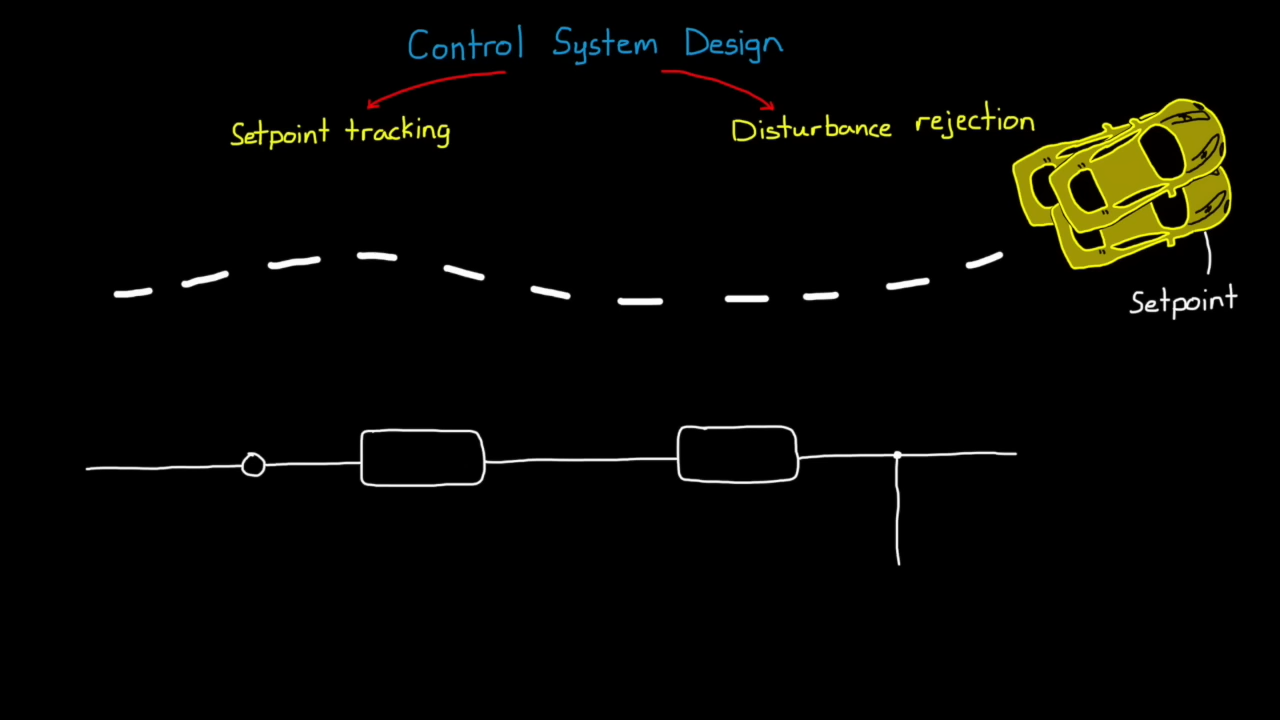 Control System Design
Setpoint tracking
Disturbance rejection
Setpoint